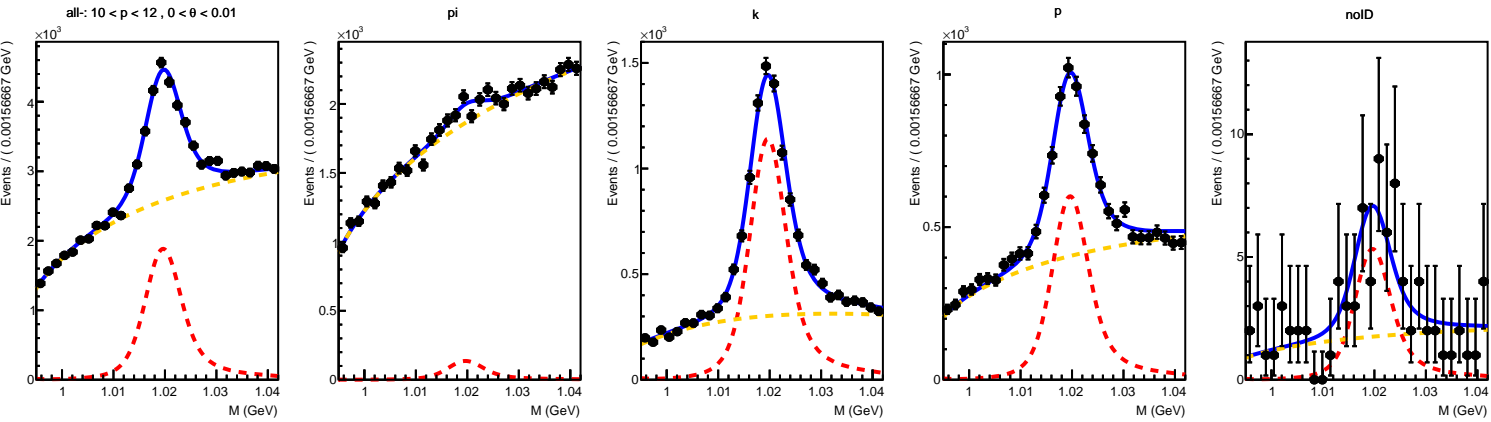 all-: 10 < p < 12 , 0 < θ < 0.01
×10³
Events / ( 0.00156667 GeV )
4
3
2
1
0
1 1.01 1.02 1.03 1.04
M (GeV)
pi
×10³
Events / ( 0.00156667 GeV )
2
1.5
1
0.5
0
1 1.01 1.02 1.03 1.04
M (GeV)
k
×10³
Events / ( 0.00156667 GeV )
1.5
1
0.5
0
1 1.01 1.02 1.03 1.04
M (GeV)
p
×10³
Events / ( 0.00156667 GeV )
1
0.5
0
1 1.01 1.02 1.03 1.04
M (GeV)
noID
Events / ( 0.00156667 GeV )
10
5
0
1 1.01 1.02 1.03 1.04
M (GeV)